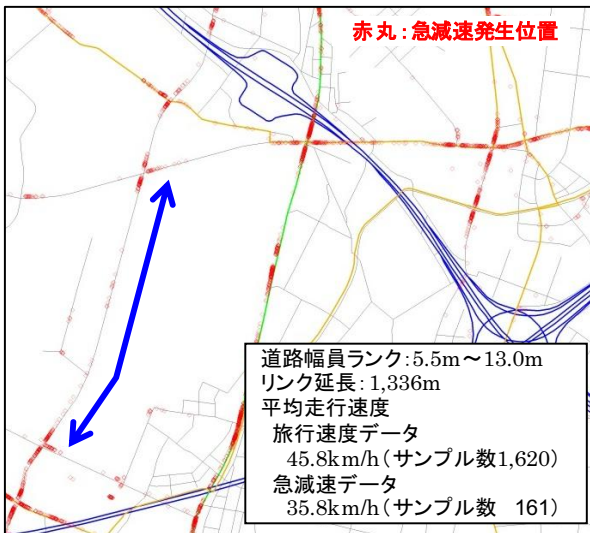 赤丸:急減速発生位置
道路幅員ランク:5.5m～13.0m
リンク延長:1,336m
平均走行速度
旅行速度データ
45.8km/h(サンプル数1,620)
急減速データ
35.8km/h(サンプル数 161)